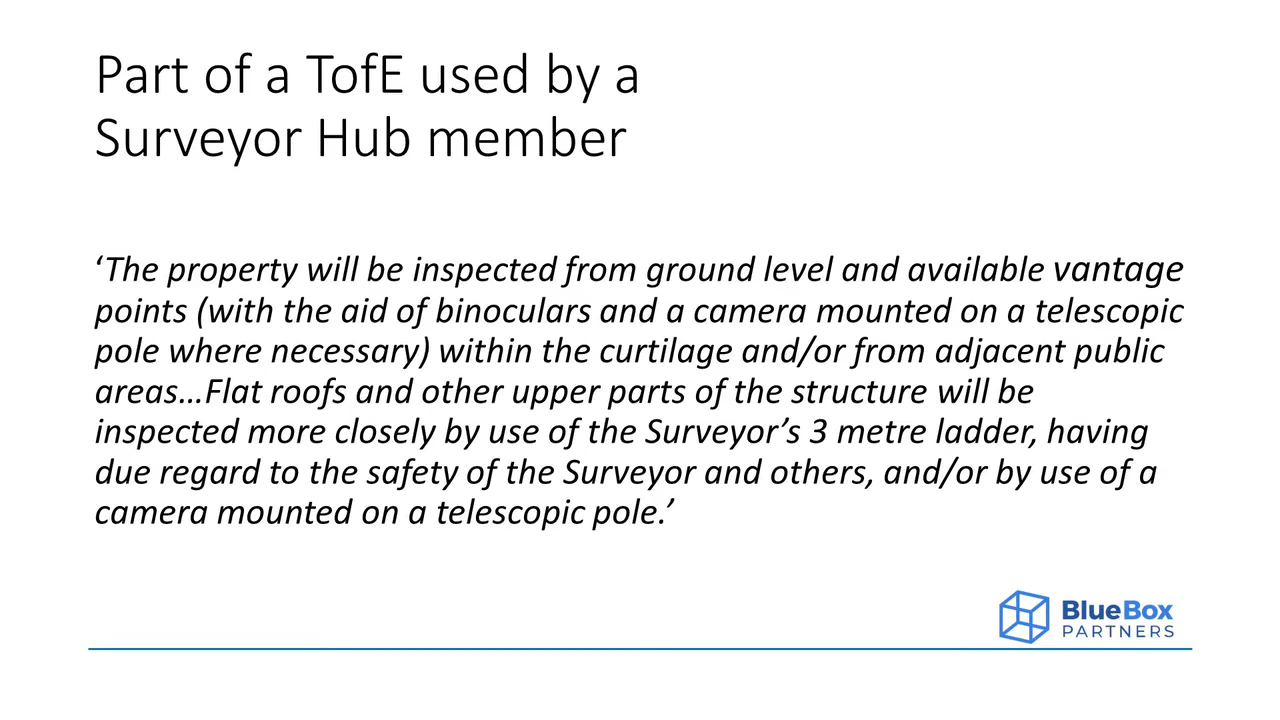 Part of a TofE used by a
Surveyor Hub member
‘The property will be inspected from ground level and available vantage
points (with the aid of binoculars and a camera mounted on a telescopic
pole where necessary) within the curtilage and/or from adjacent public
areas…Flat roofs and other upper parts of the structure will be
inspected more closely by use of the Surveyor’s 3 metre ladder, having
due regard to the safety of the Surveyor and others, and/or by use of a
camera mounted on a telescopic pole.’
BlueBox
PARTNERS